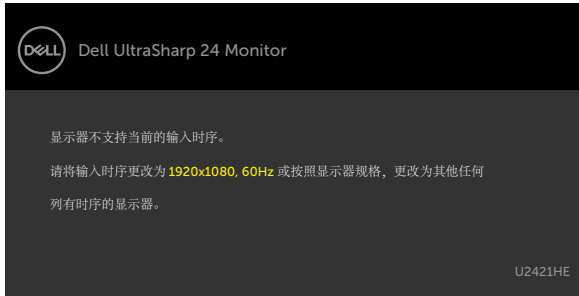 DELL
Dell UltraSharp 24 Monitor
显示器不支持当前的输入时序。
请将输入时序更改为 1920x1080, 60Hz 或按照显示器规格，更改为其他任何
列有时序的显示器。
U2421HE